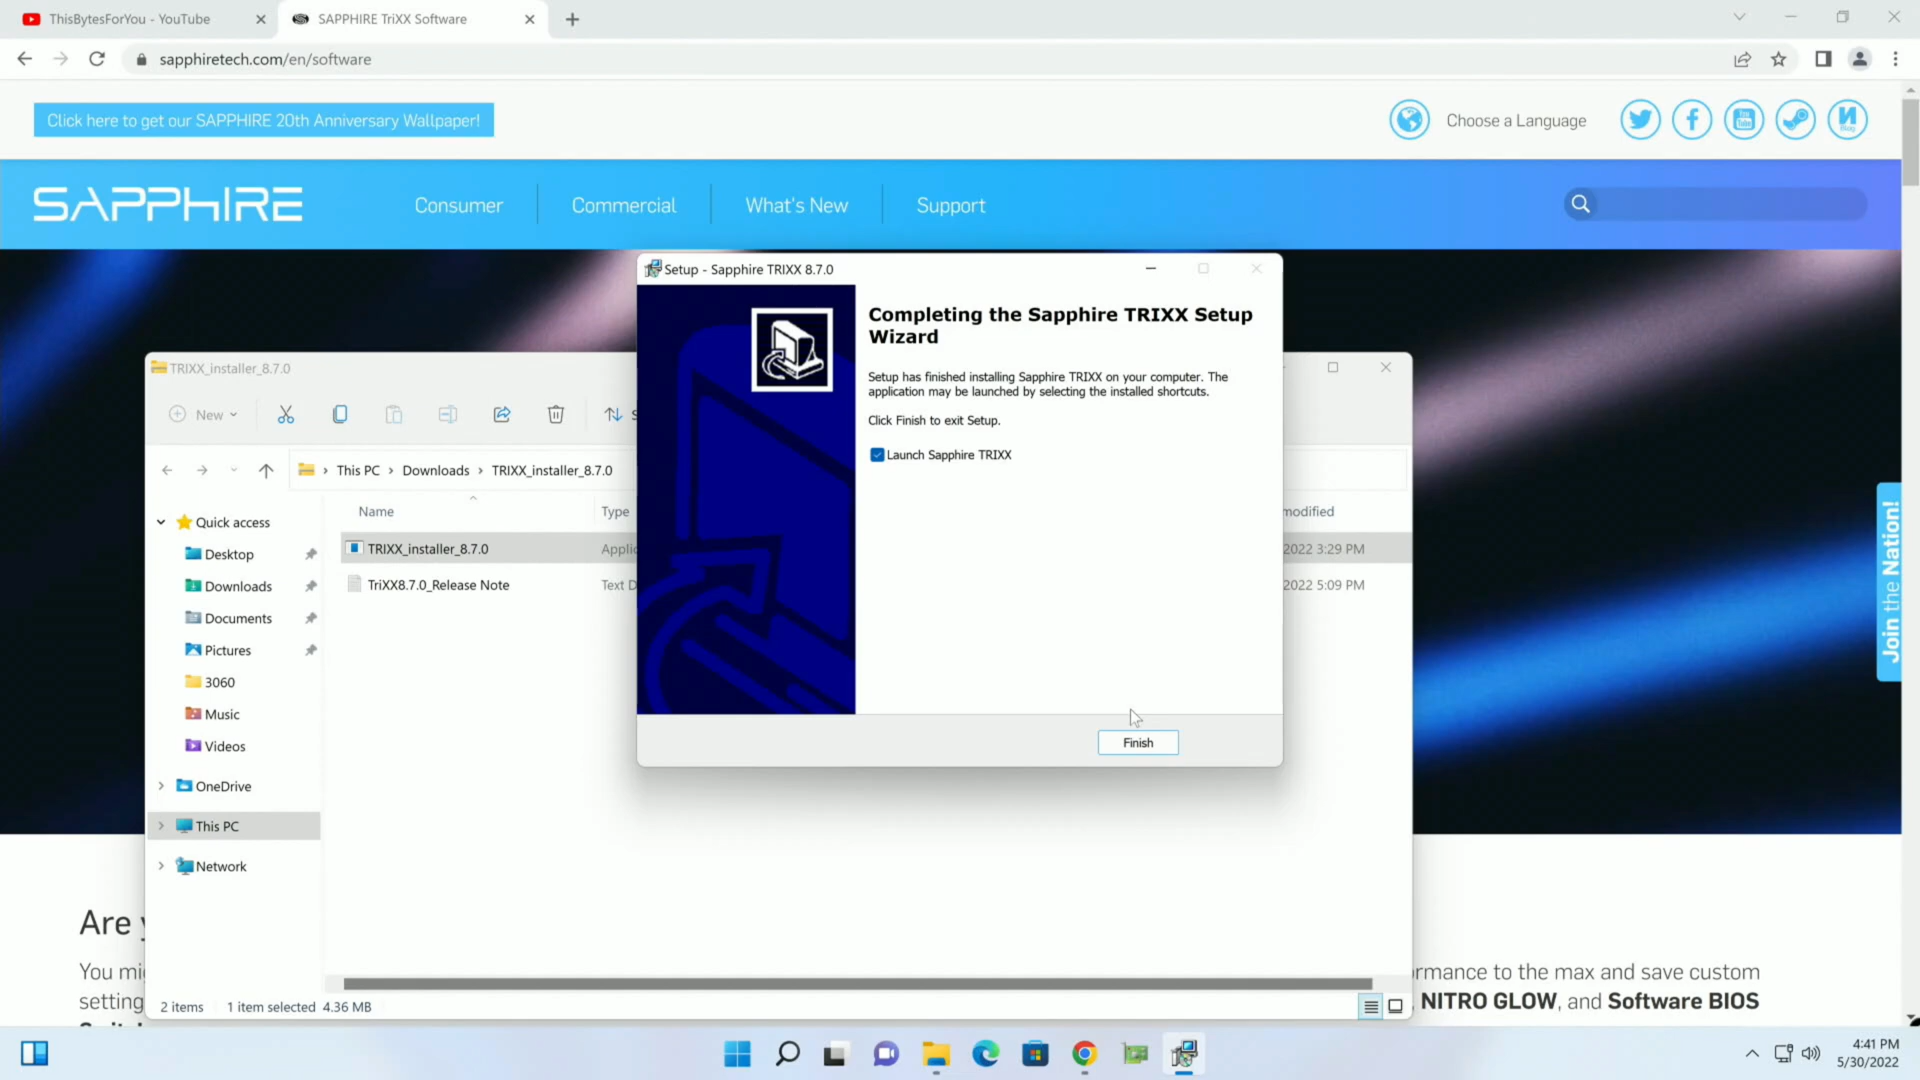 ThisBytesForYou - YouTube
SAPPHIRE TriXX Software
sapphiretech.com/en/software
Click here to get our SAPPHIRE 20th Anniversary Wallpaper!
Choose a Language
You Tube
Blog
SAPPHIRE
Consumer
Commercial
What's New
Support
Setup - Sapphire TRIXX 8.7.0
Completing the Sapphire TRIXX Setup
Wizard
Setup has finished installing Sapphire TRIXX on your computer. The
application may be launched by selecting the installed shortcuts.
Click Finish to exit Setup.
Launch Sapphire TRIXX
Finish
TRIXX_installer_8.7.0
New
S
This PC > Downloads > TRIXX_installer_8.7.0
Name
Type
modified
Quick access
Desktop
Downloads
Documents
Pictures
3060
Music
Videos
OneDrive
This PC
Network
TRIXX_installer_8.7.0
Applic
2022 3:29 PM
TriXX8.7.0_Release Note
Text D
2022 5:09 PM
2 items
1 item selected 4.36 MB
Join the Nation!
Are y
You mi
rmance to the max and save custom
setting
NITRO GLOW, and Software BIOS
4:41 PM
5/30/2022